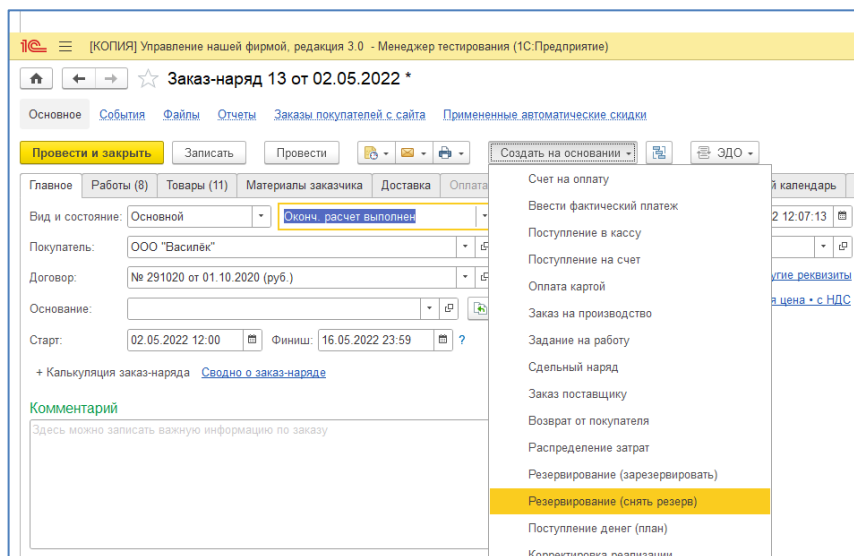 1С [КОПИЯ] Управление нашей фирмой, редакция 3.0 - Менеджер тестирования (1С:Предприятие)
Заказ-наряд 13 от 02.05.2022 *
Основное События Файлы Отчеты Заказы покупателей с сайта Примененные автоматические скидки
Провести и закрыть Записать Провести Создать на основании ЭДО
Главное Работы (8) Товары (11) Материалы заказчика Доставка Оплата й календарь
Вид и состояние: Основной Оконч. расчет выполнен 2 12:07:13
Покупатель: ООО "Василёк"
Договор: № 291020 от 01.10.2020 (руб.) угие реквизиты
Основание: я цена • с НДС
Старт: 02.05.2022 12:00 Финиш: 16.05.2022 23:59 ?
+ Калькуляция заказ-наряда Сводно о заказ-наряде
Комментарий
Здесь можно записать важную информацию по заказу
Счет на оплату
Ввести фактический платеж
Поступление в кассу
Поступление на счет
Оплата картой
Заказ на производство
Задание на работу
Сдельный наряд
Заказ поставщику
Возврат от покупателя
Распределение затрат
Резервирование (зарезервировать)
Резервирование (снять резерв)
Поступление денег (план)
Корректировка реализации